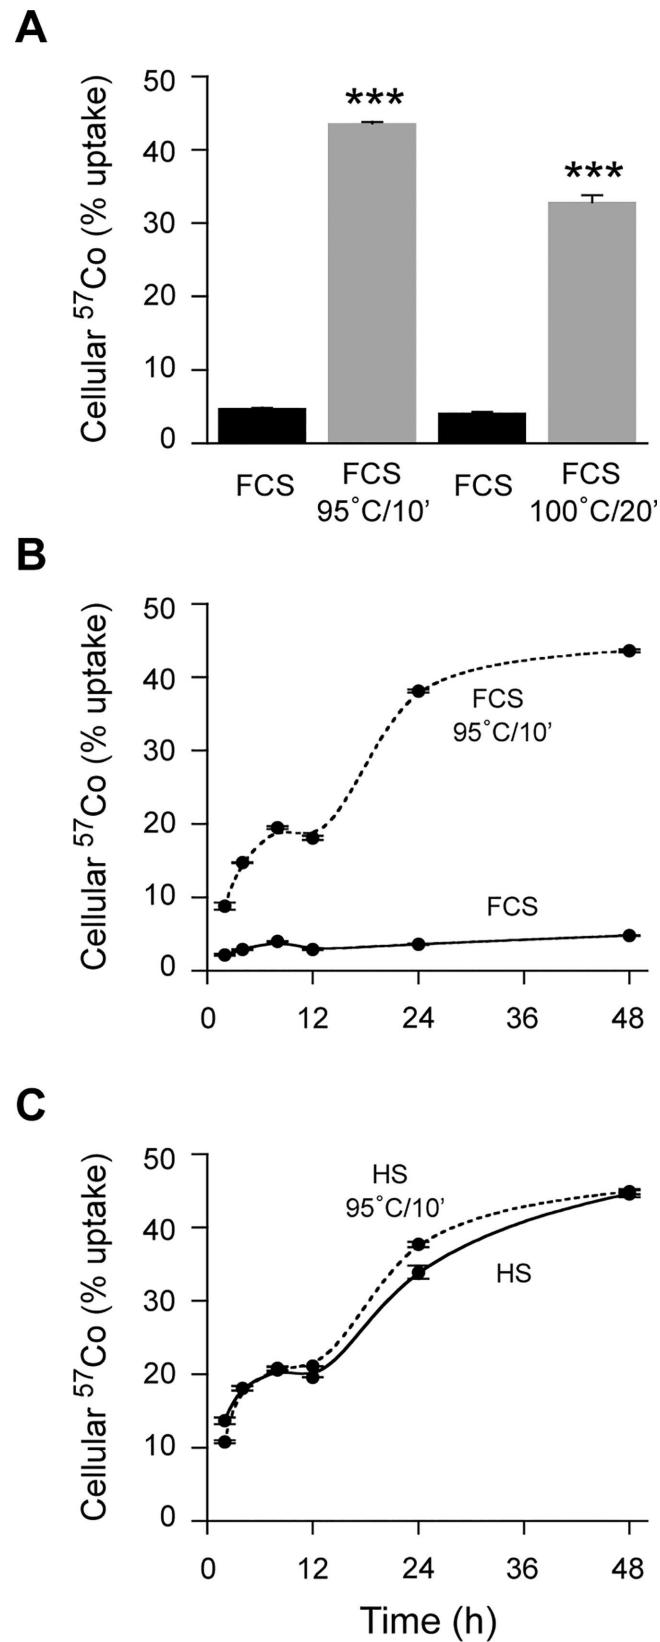 A
Cellular ⁵⁷Co (% uptake)
50
40
30
20
10
0
***
***
FCS
FCS
95˚C/10’
FCS
FCS
100˚C/20’
B
Cellular ⁵⁷Co (% uptake)
50
40
30
20
10
0
FCS
95˚C/10’
FCS
0 12 24 36 48
C
Cellular ⁵⁷Co (% uptake)
50
40
30
20
10
0
HS
95˚C/10’
HS
0 12 24 36 48
Time (h)